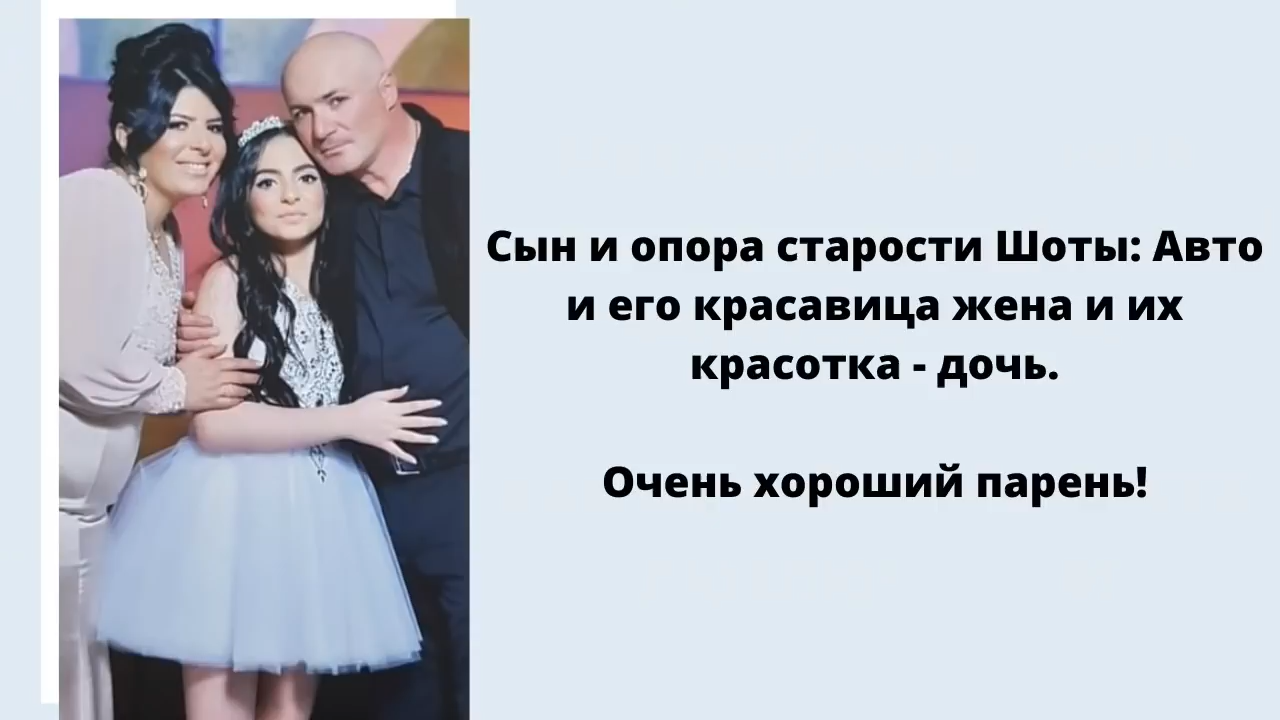 Сын и опора старости Шоты: Авто
и его красавица жена и их
красотка - дочь.
Очень хороший парень!